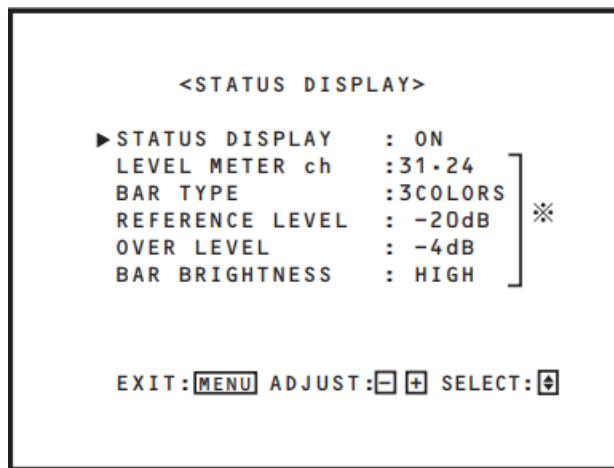 <STATUS DISPLAY>
▶STATUS DISPLAY : ON
LEVEL METER ch :31・24
BAR TYPE :3COLORS
REFERENCE LEVEL : -20dB
OVER LEVEL : -4dB
BAR BRIGHTNESS : HIGH
※
EXIT:MENU ADJUST:- + SELECT:♦